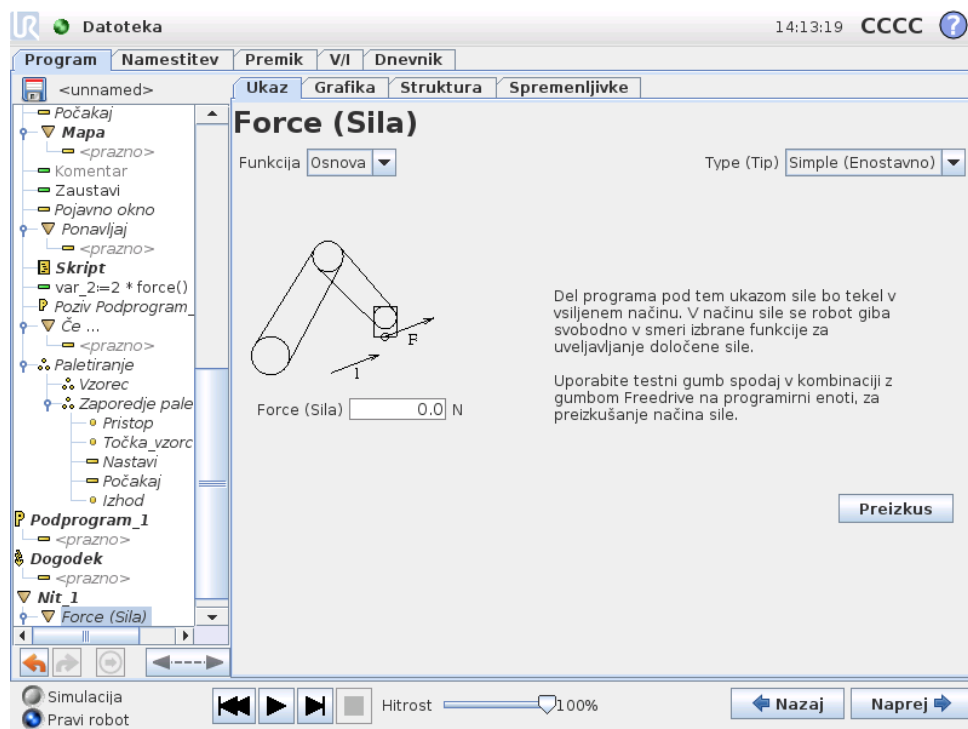 UR Datoteka 14:13:19 CCCC ?
Program Namestitev Premik V/I Dnevnik
<unnamed>
Ukaz Grafika Struktura Spremenljivke
Počakaj
Mapa
<prazno>
Komentar
Zaustavi
Pojavno okno
Ponavljaj
<prazno>
Skript
var_2:=2 * force()
Poziv Podprogram_
Če ...
<prazno>
Paletiranje
Vzorec
Zaporedje pale
Pristop
Točka_vzorc
Nastavi
Počakaj
Izhod
Podprogram_1
<prazno>
Dogodek
<prazno>
Nit_1
Force (Sila)
Force (Sila)
Funkcija Osnova
Type (Tip) Simple (Enostavno)
F
1
Force (Sila) 0.0 N
Del programa pod tem ukazom sile bo tekel v
vsiljenem načinu. V načinu sile se robot giba
svobodno v smeri izbrane funkcije za
uveljavljanje določene sile.
Uporabite testni gumb spodaj v kombinaciji z
gumbom Freedrive na programirni enoti, za
preizkušanje načina sile.
Preizkus
Simulacija
Pravi robot
Hitrost 100%
Nazaj Naprej